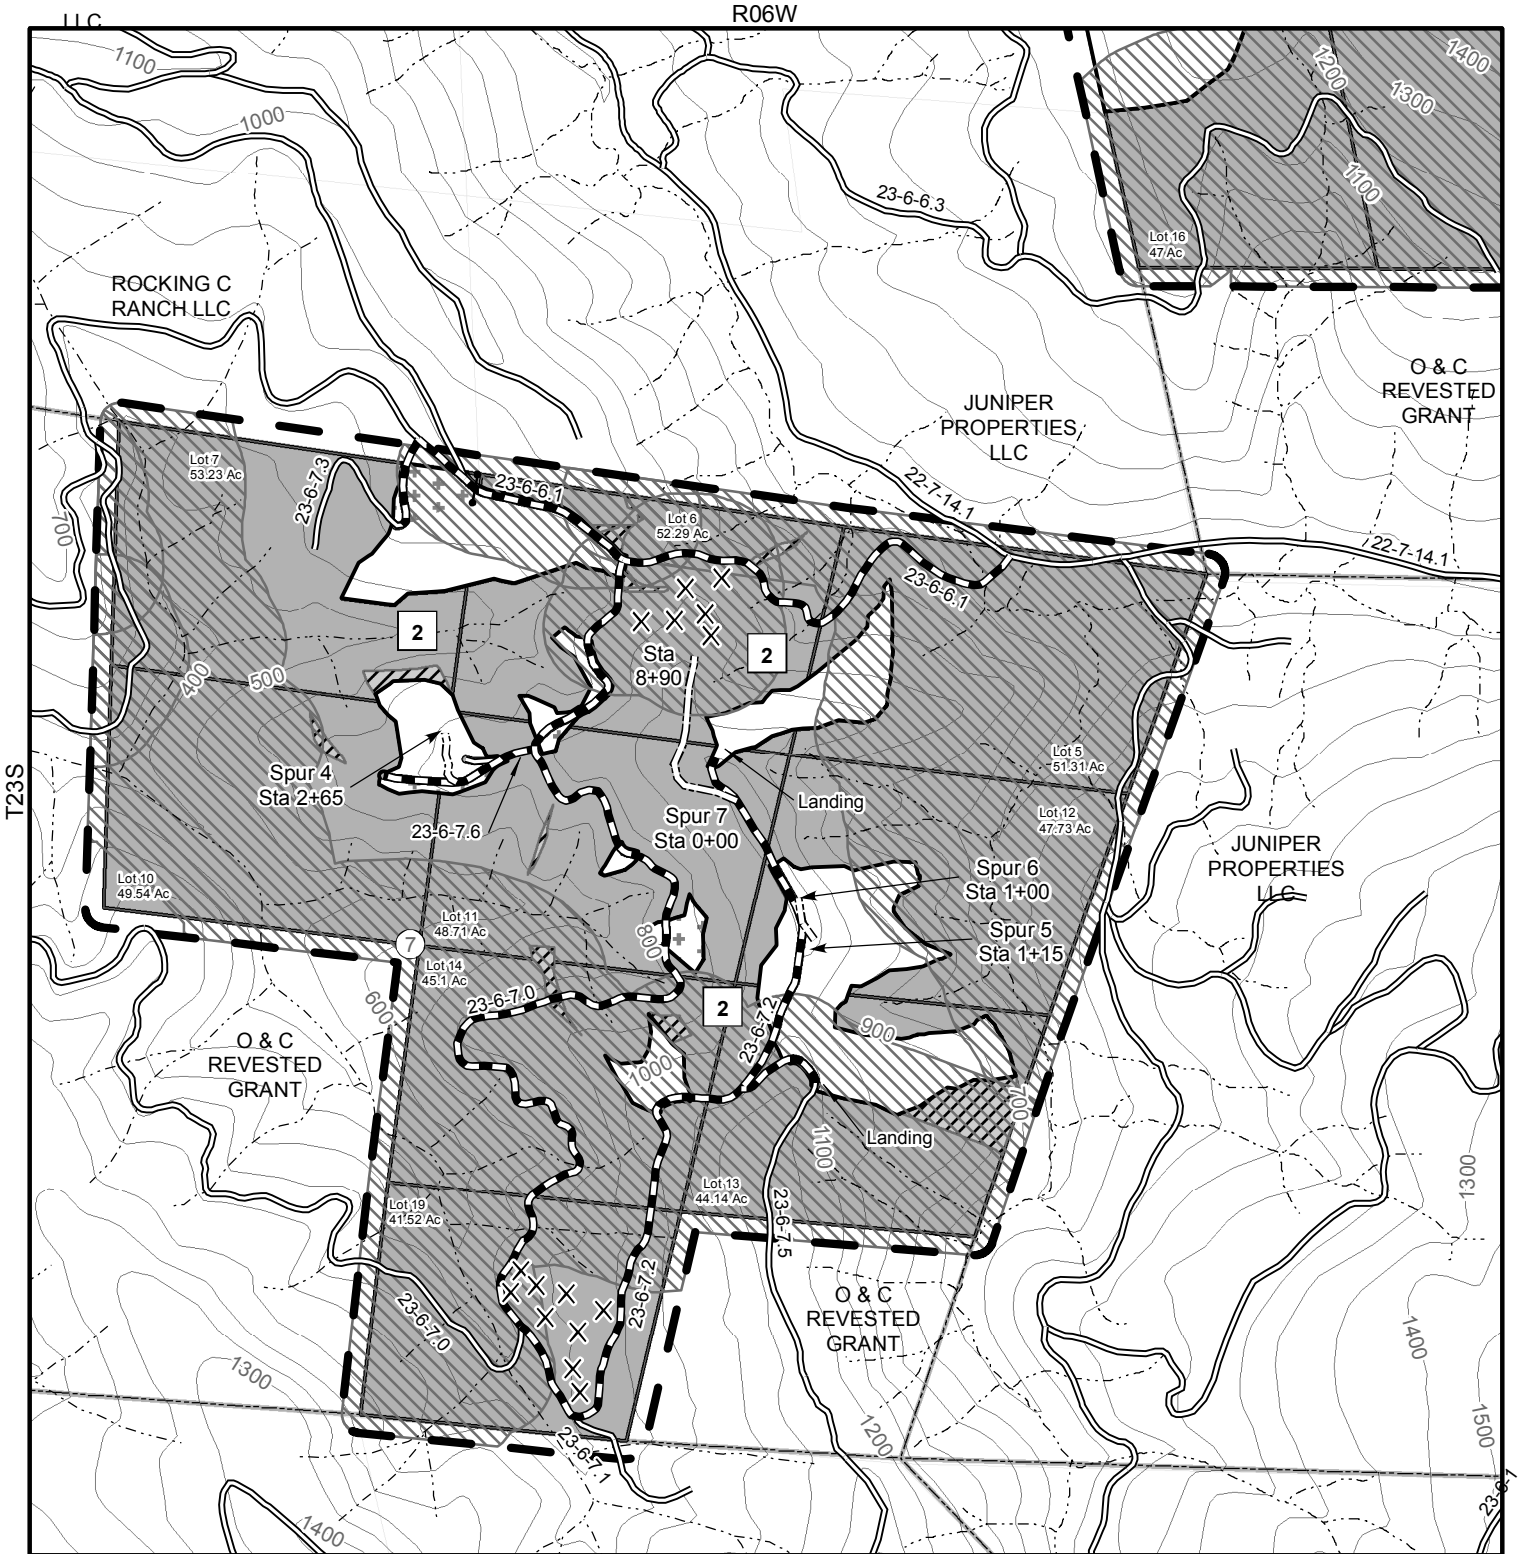 R06W
LLC
1100
1000
1200
1400
1300
1100
23-6-6.3
Lot 16
47 Ac
ROCKING C
RANCH LLC
O & C
REVESTED
GRANT
JUNIPER
PROPERTIES
LLC
Lot 7
53.23 Ac
23-6-7.3
23-6-6.1
22-7-14.1
700
Lot 6
52.29 Ac
22-7-14.1
23-6-6.1
2
2
Sta
8+90
400
500
Lot 5
51.31 Ac
T23S
Spur 4
Sta 2+65
Landing
23-6-7.6
Spur 7
Sta 0+00
Lot 12
47.73 Ac
JUNIPER
PROPERTIES
LLC
Spur 6
Sta 1+00
Lot 10
49.54 Ac
Lot 11
48.71 Ac
Spur 5
Sta 1+15
7
800
Lot 14
45.1 Ac
600
23-6-7.0
2
23-6-7.2
900
O & C
REVESTED
GRANT
1000
700
1100
Landing
Lot 13
44.14 Ac
1300
Lot 19
41.52 Ac
23-6-7.5
23-6-7.2
O & C
REVESTED
GRANT
23-6-7.0
1400
1300
1200
1500
23-6-7.1
23-6-1
1400